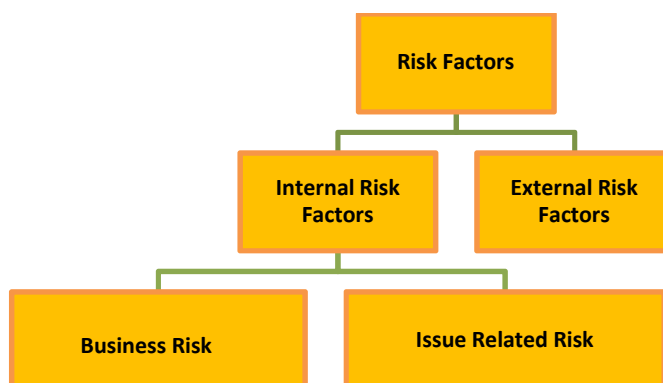 Risk Factors
Internal Risk
Factors
External Risk
Factors
Business Risk
Issue Related Risk